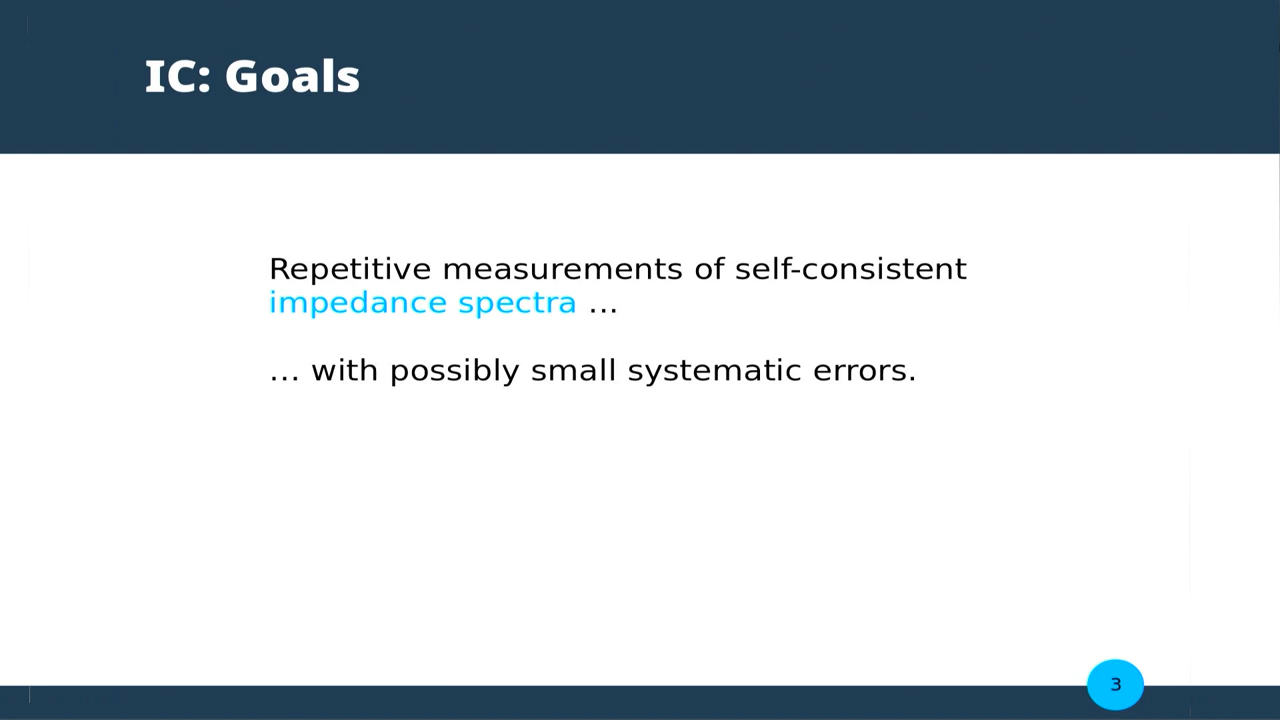 IC: Goals
Repetitive measurements of self-consistent
impedance spectra ...
... with possibly small systematic errors.
3